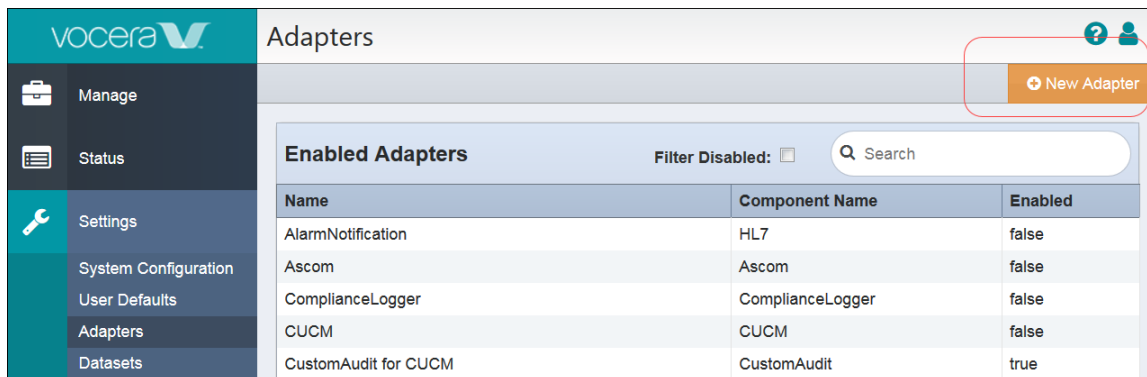 vocera
Adapters
Manage
New Adapter
Status
Enabled Adapters Filter Disabled: Search
Name Component Name Enabled
Settings
AlarmNotification HL7 false
System Configuration
Ascom Ascom false
User Defaults
ComplianceLogger ComplianceLogger false
Adapters
CUCM CUCM false
Datasets
CustomAudit for CUCM CustomAudit true